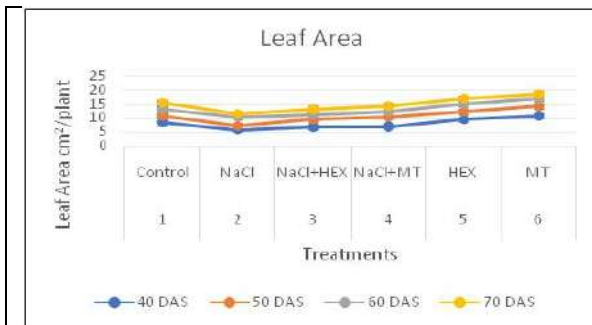 Leaf Area
Leaf Area cm²/plant
25
20
15
10
5
0
Control NaCl NaCl+HEX NaCl+MT HEX MT
1 2 3 4 5 6
Treatments
40 DAS 50 DAS 60 DAS 70 DAS